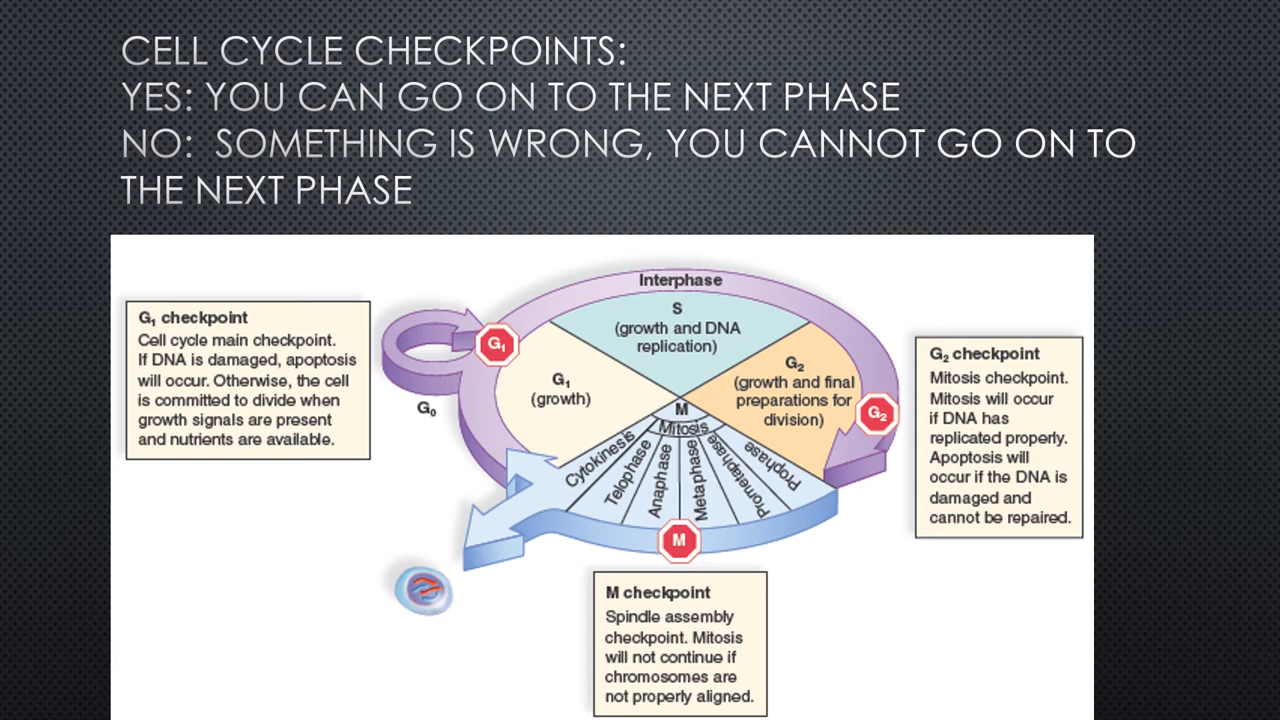 CELL CYCLE CHECKPOINTS:
YES: YOU CAN GO ON TO THE NEXT PHASE
NO: SOMETHING IS WRONG, YOU CANNOT GO ON TO
THE NEXT PHASE
Interphase
G₁ checkpoint
Cell cycle main checkpoint.
If DNA is damaged, apoptosis
will occur. Otherwise, the cell
is committed to divide when
growth signals are present
and nutrients are available.
G₀
G₁
S
(growth and DNA
replication)
G₁
(growth)
G₂
(growth and final
preparations for
division)
G₂
M
Mitosis
Cytokinesis
Telophase
Anaphase
Metaphase
Prometaphase
Prophase
M
G₂ checkpoint
Mitosis checkpoint.
Mitosis will occur
if DNA has
replicated properly.
Apoptosis will
occur if the DNA is
damaged and
cannot be repaired.
M checkpoint
Spindle assembly
checkpoint. Mitosis
will not continue if
chromosomes are
not properly aligned.